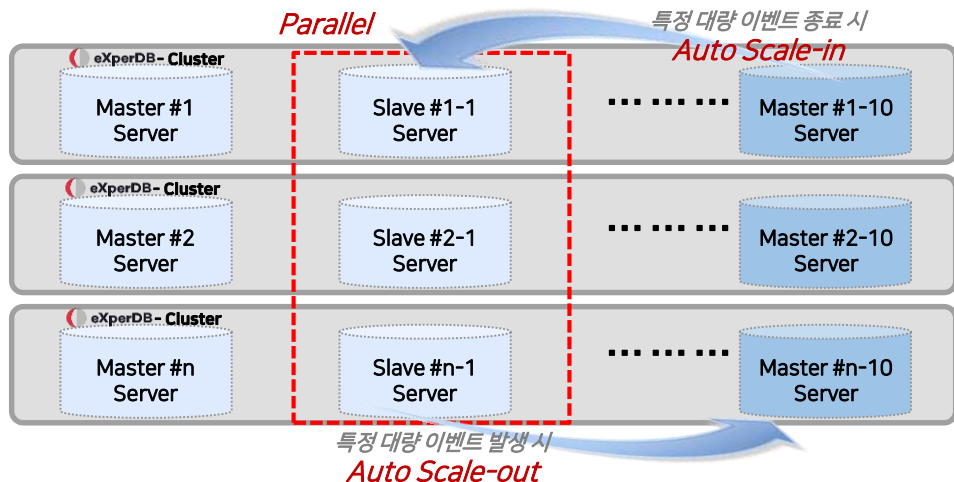 Parallel
특정 대량 이벤트 종료 시
Auto Scale-in
eXperDB-Cluster
Master #1
Server
Slave #1-1
Server
... ... ...
Master #1-10
Server
eXperDB-Cluster
Master #2
Server
Slave #2-1
Server
... ... ...
Master #2-10
Server
eXperDB-Cluster
Master #n
Server
Slave #n-1
Server
... ... ...
Master #n-10
Server
특정 대량 이벤트 발생 시
Auto Scale-out